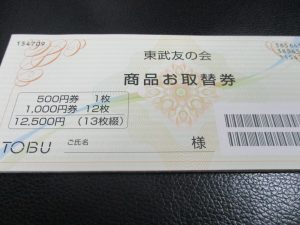 134709
東武友の会
商品お取替券
500円券 1枚
1,000円券 12枚
12,500円 (13枚綴)
TOBU
ご氏名
様